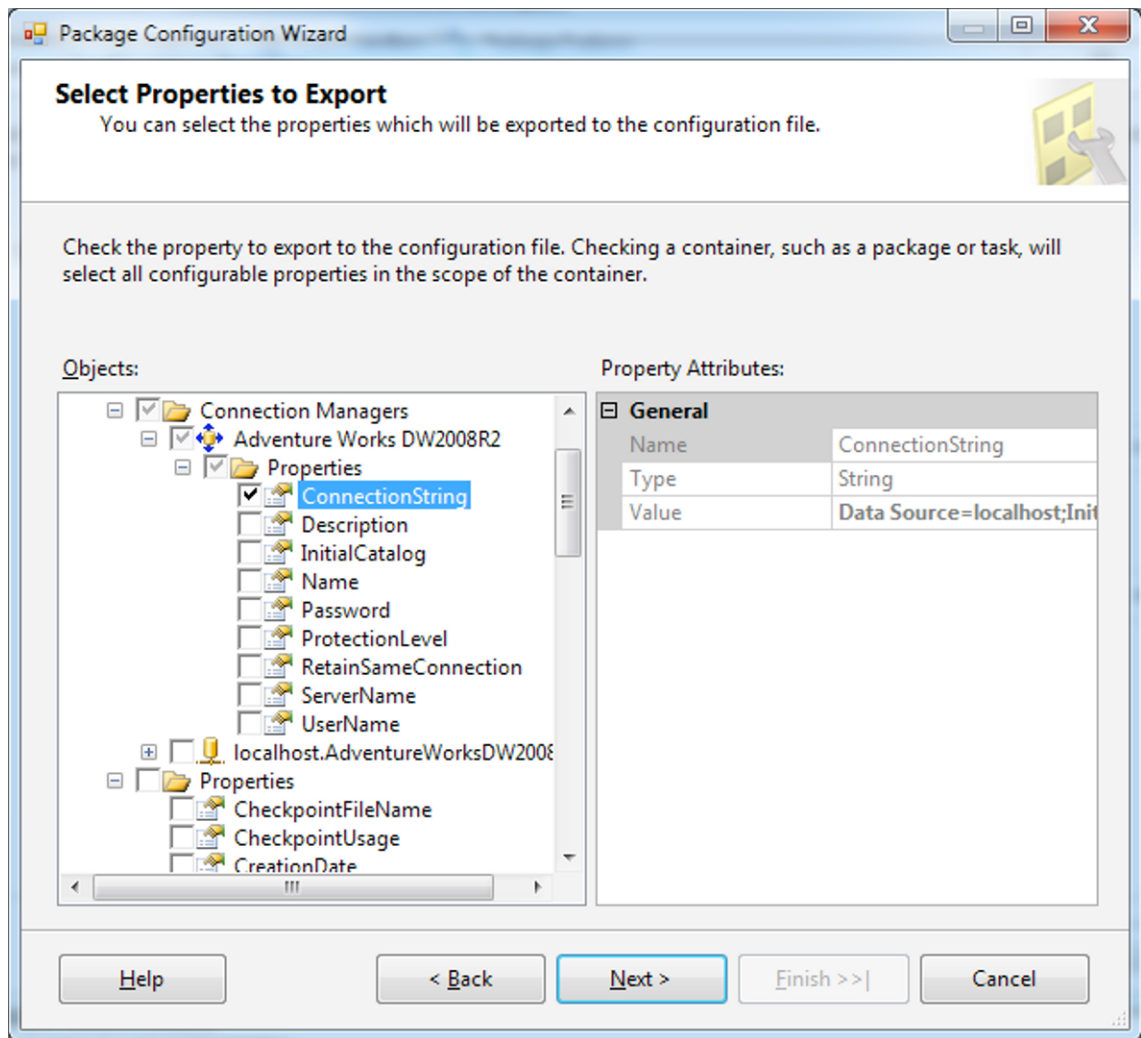 Package Configuration Wizard
Select Properties to Export
You can select the properties which will be exported to the configuration file.
Check the property to export to the configuration file. Checking a container, such as a package or task, will
select all configurable properties in the scope of the container.
Objects:
Connection Managers
Adventure Works DW2008R2
Properties
ConnectionString
Description
InitialCatalog
Name
Password
ProtectionLevel
RetainSameConnection
ServerName
UserName
localhost.AdventureWorksDW2008
Properties
CheckpointFileName
CheckpointUsage
CreationDate
Property Attributes:
General
Name ConnectionString
Type String
Value Data Source=localhost;Init
Help
< Back
Next >
Finish >>|
Cancel